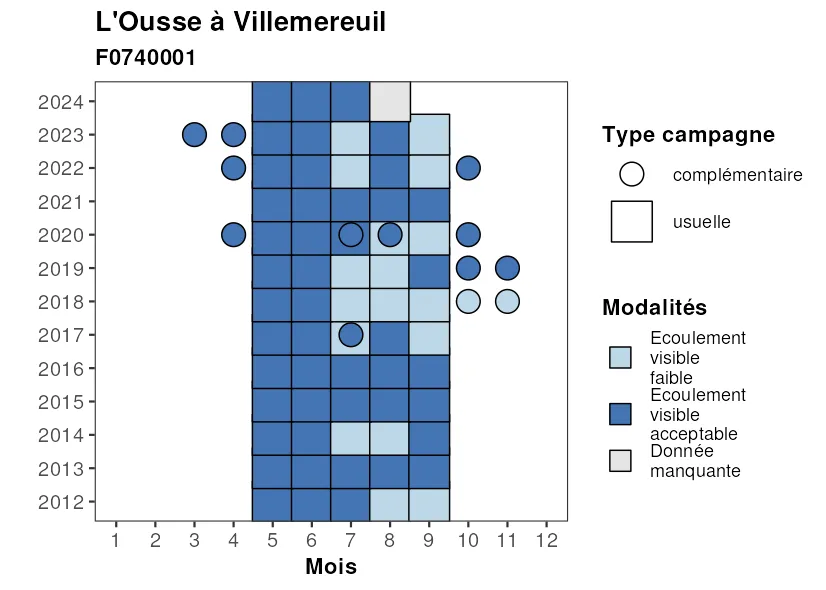 L'Ousse à Villemereuil
F0740001
2024
2023
2022
2021
2020
2019
2018
2017
2016
2015
2014
2013
2012
1 2 3 4 5 6 7 8 9 10 11 12
Mois
Type campagne
complémentaire
usuelle
Modalités
Ecoulement
visible
faible
Ecoulement
visible
acceptable
Donnée
manquante